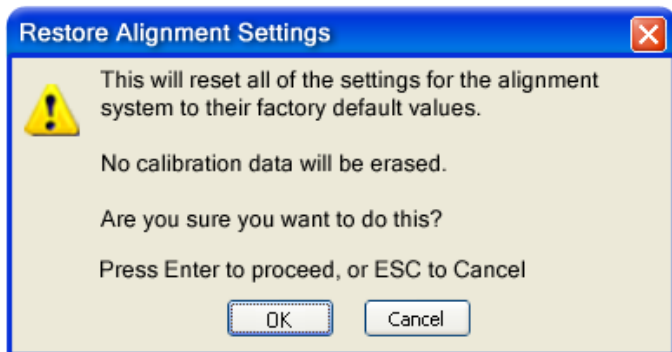 Restore Alignment Settings
This will reset all of the settings for the alignment
system to their factory default values.
No calibration data will be erased.
Are you sure you want to do this?
Press Enter to proceed, or ESC to Cancel
OK
Cancel